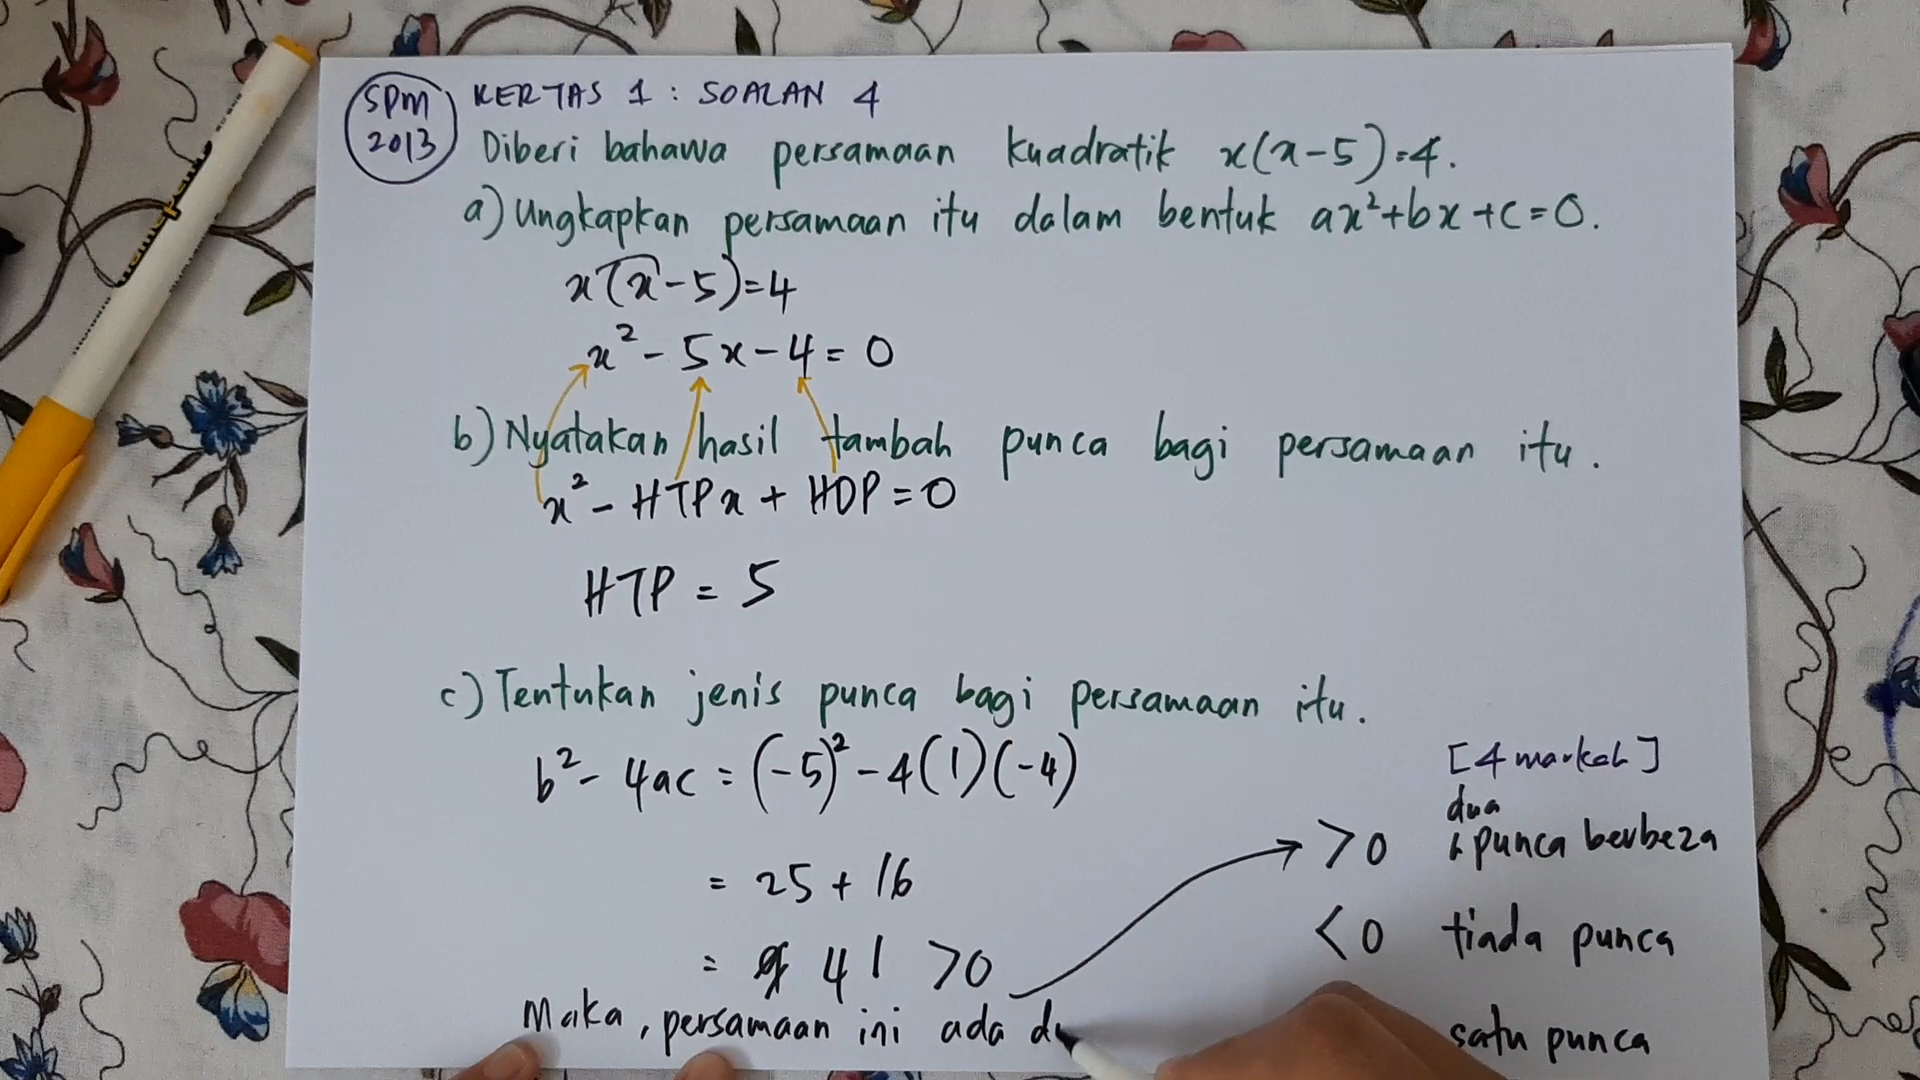 SPM 2013
KERTAS 1 : SOALAN 4
Diberi bahawa persamaan kuadratik x(x-5)=4.
a) Ungkapkan persamaan itu dalam bentuk ax²+bx+c=0.
x(x-5)=4
x² - 5x - 4 = 0
b) Nyatakan hasil tambah punca bagi persamaan itu.
x² - HTPx + HDP = 0
HTP = 5
c) Tentukan jenis punca bagi persamaan itu.
b² - 4ac = (-5)² - 4(1)(-4)
[4 markah]
= 25 + 16
= 41 >0
Maka, persamaan ini ada du
>0 dua punca berbeza
<0 tiada punca
satu punca